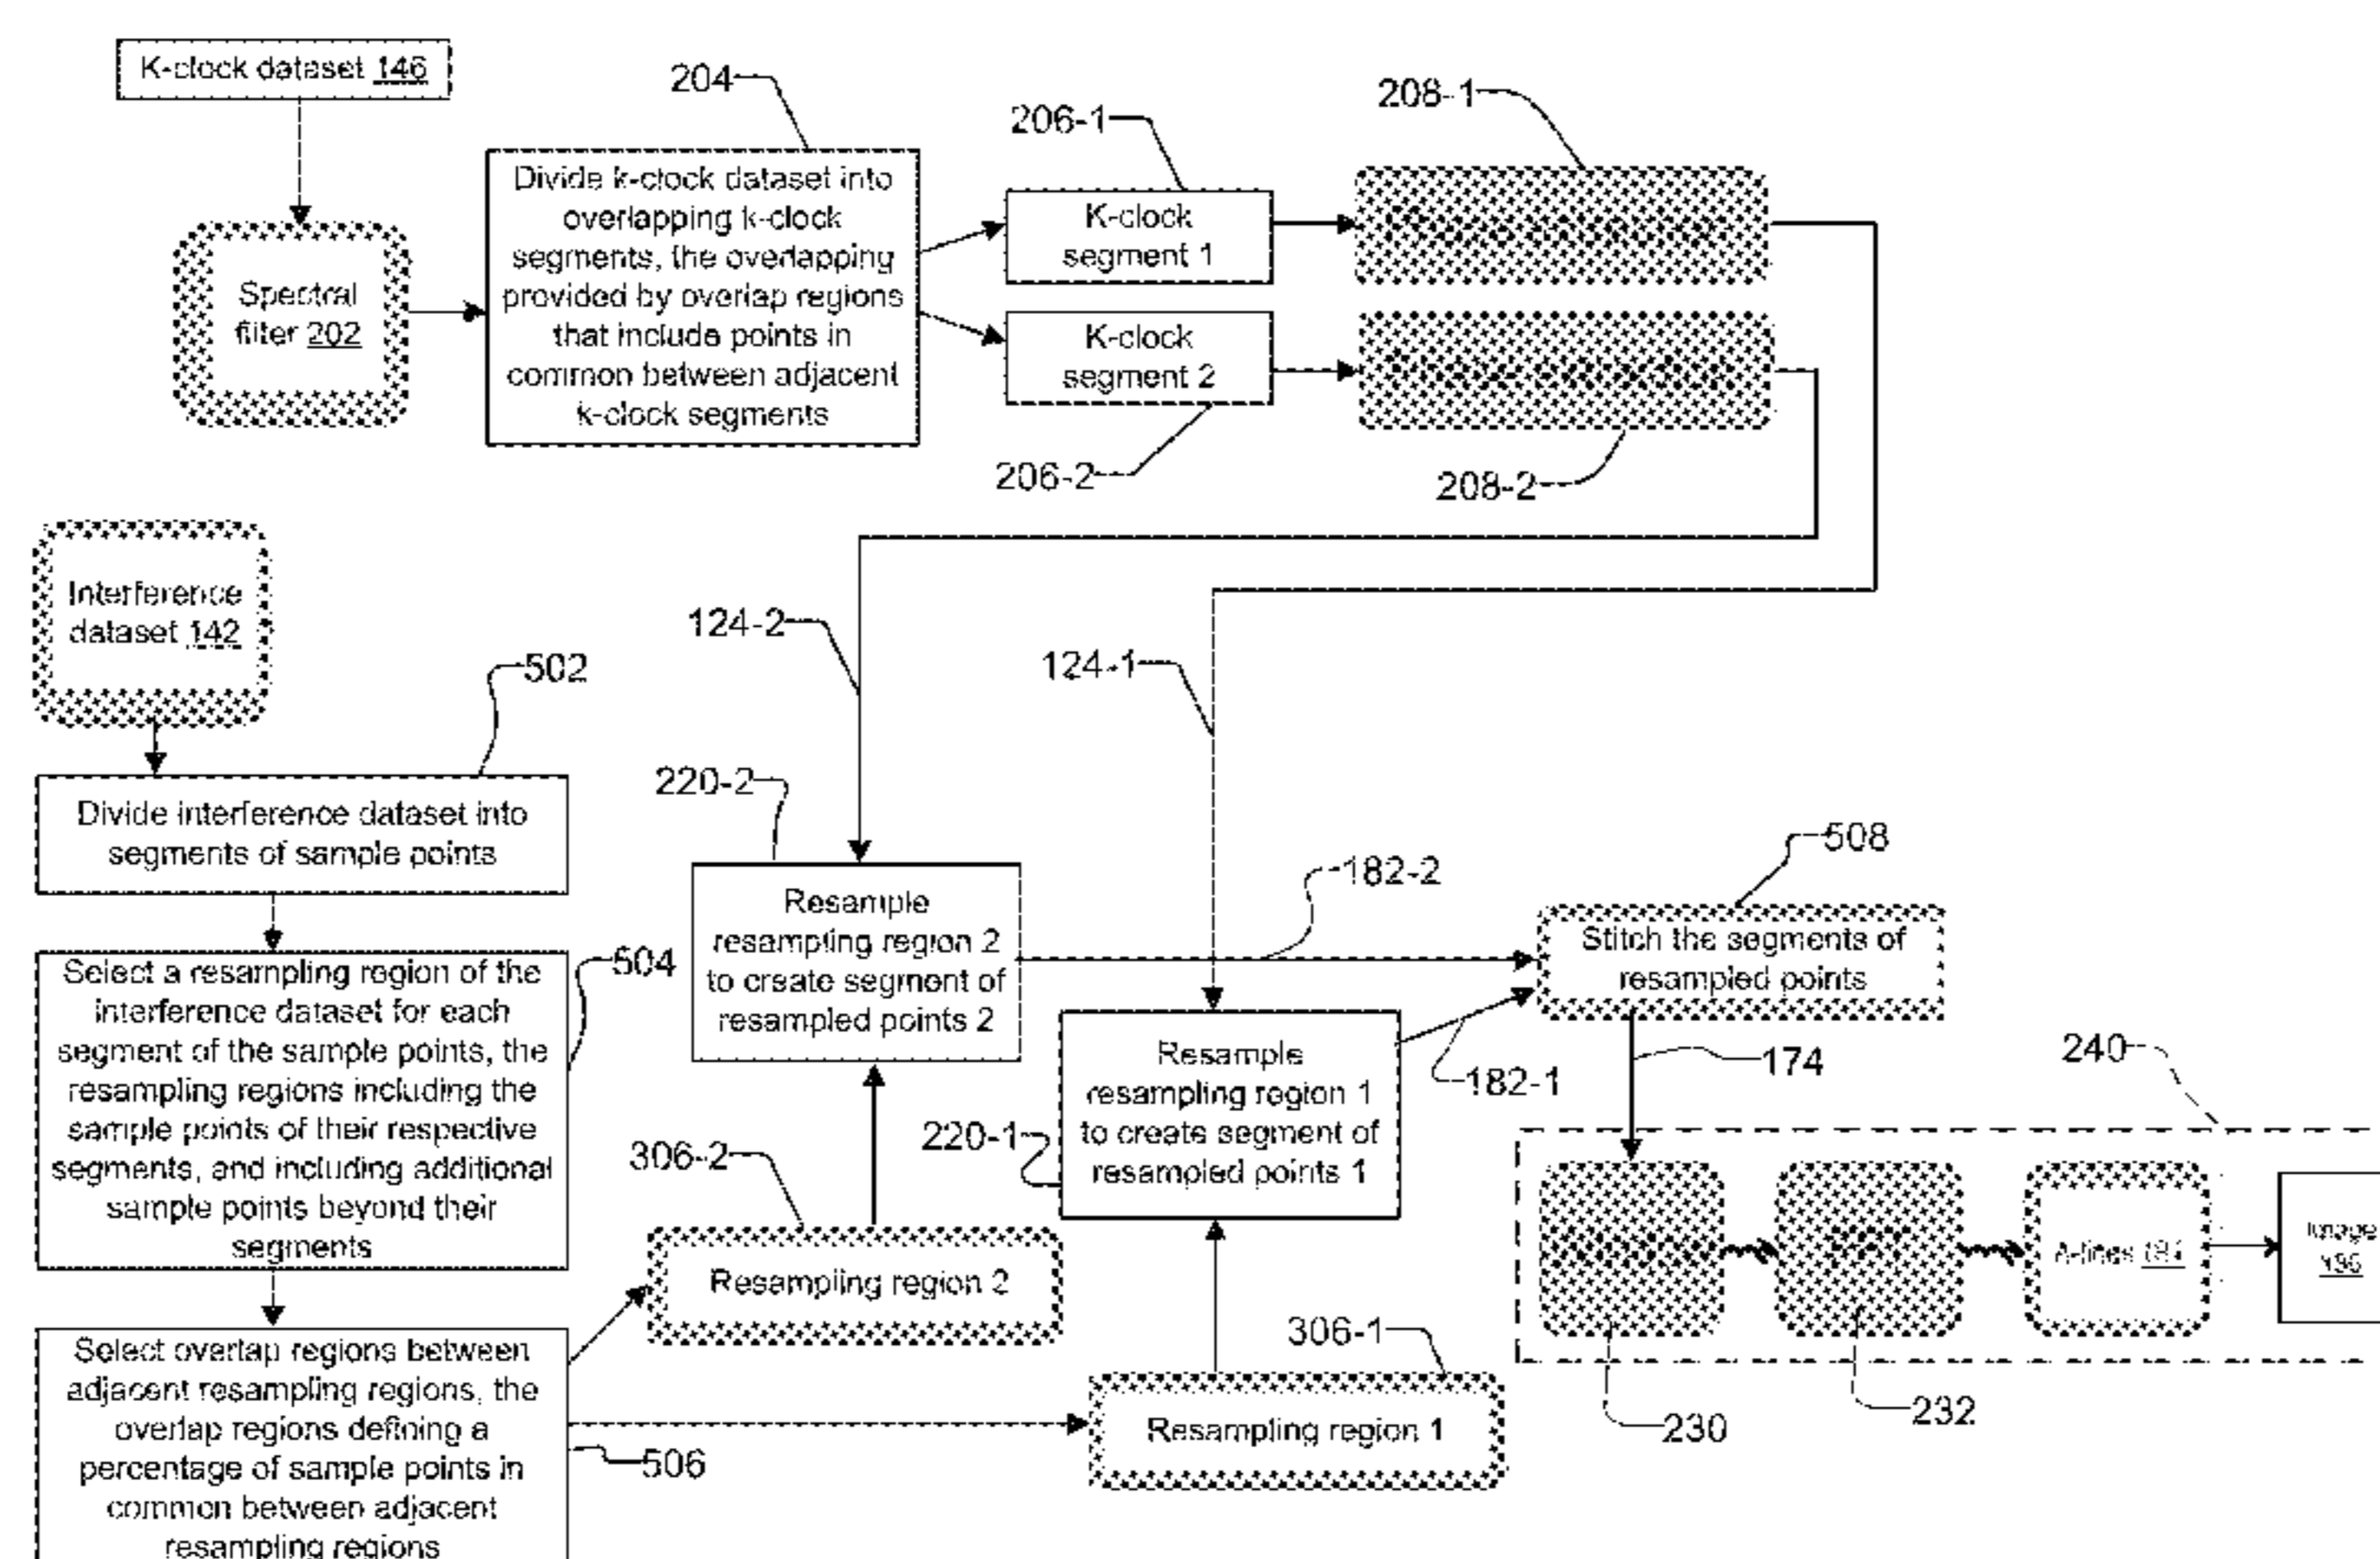 K-clock dataset 146
204
206-1
208-1
Spectral
filter 202
Divide k-clock dataset into
overlapping k-clock
segments, the overlapping
provided by overlap regions
that include points in
common between adjacent
k-clock segments
K-clock
segment 1
K-clock
segment 2
206-2
208-2
Interference
dataset 142
502
124-2
124-1
Divide interference dataset into
segments of sample points
504
Select a resampling region of the
interference dataset for each
segment of the sample points, the
resampling regions including the
sample points of their respective
segments, and including additional
sample points beyond their
segments
506
Select overlap regions between
adjacent resampling regions, the
overlap regions defining a
percentage of sample points in
common between adjacent
resampling regions
220-2
Resample
resampling region 2
to create segment of
resampled points 2
182-2
508
Stitch the segments of
resampled points
220-1
Resample
resampling region 1
to create segment of
resampled points 1
182-1
174
240
306-2
Resampling region 2
306-1
Resampling region 1
230
232
A-lines
Image